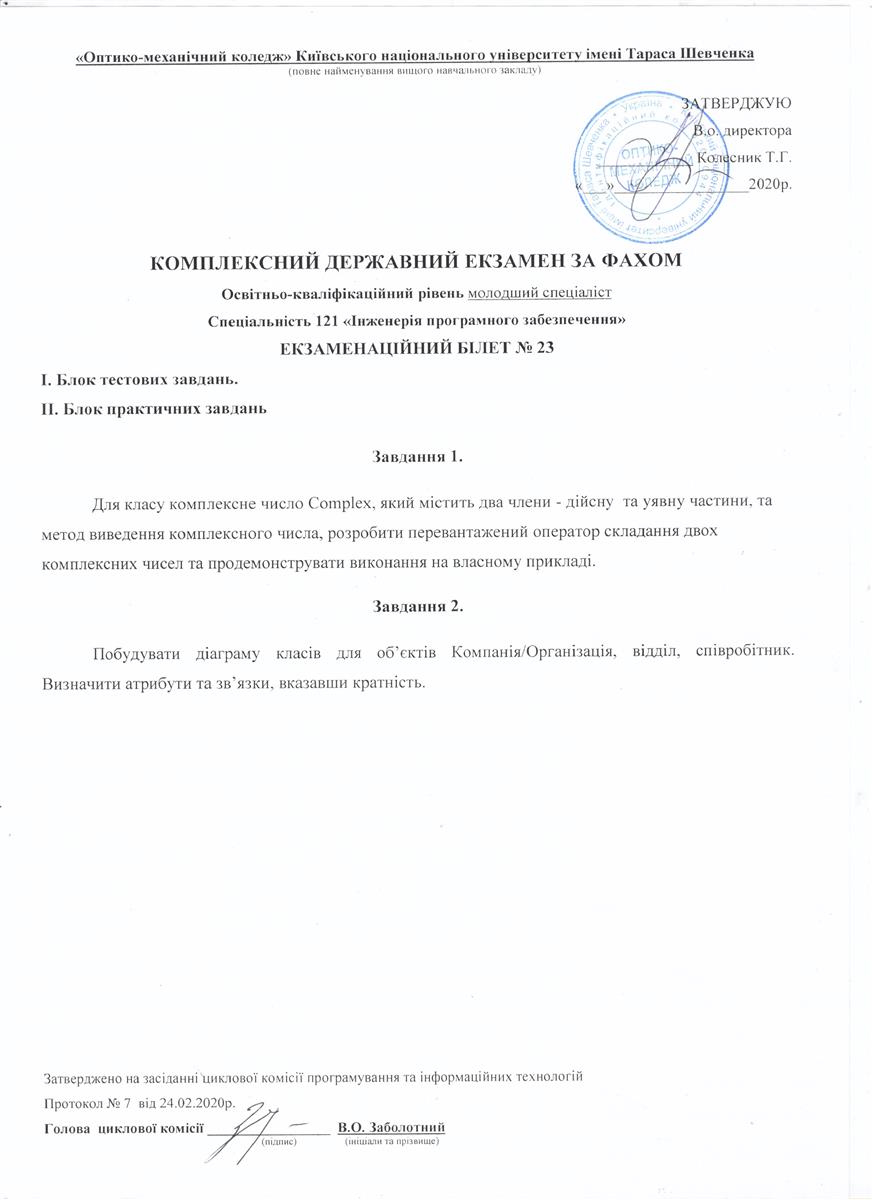 «Оптико-механічний коледж» Київського національного університету імені Тараса Шевченка
(повне найменування вищого навчального закладу)
ЗАТВЕРДЖУЮ
В.о. директора
Колесник Т.Г.
«___»_________________2020р.
ОПТИКО-
МЕХАНІЧНИЙ
КОЛЕДЖ
КОМПЛЕКСНИЙ ДЕРЖАВНИЙ ЕКЗАМЕН ЗА ФАХОМ
Освітньо-кваліфікаційний рівень молодший спеціаліст
Спеціальність 121 «Інженерія програмного забезпечення»
ЕКЗАМЕНАЦІЙНИЙ БІЛЕТ № 23
І. Блок тестових завдань.
ІІ. Блок практичних завдань
Завдання 1.
Для класу комплексне число Complex, який містить два члени - дійсну та уявну частини, та
метод виведення комплексного числа, розробити перевантажений оператор складання двох
комплексних чисел та продемонструвати виконання на власному прикладі.
Завдання 2.
Побудувати діаграму класів для об’єктів Компанія/Організація, відділ, співробітник.
Визначити атрибути та зв’язки, вказавши кратність.
Затверджено на засіданні циклової комісії програмування та інформаційних технологій
Протокол № 7 від 24.02.2020р.
Голова циклової комісії _______________ В.О. Заболотний
(підпис) (ініціали та прізвище)